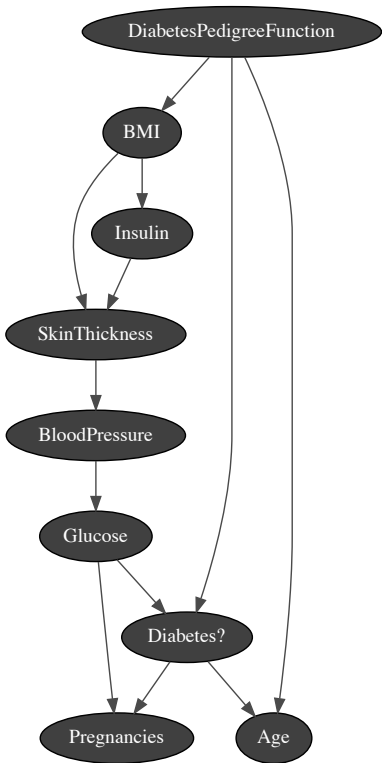 DiabetesPedigreeFunction
BMI
Insulin
SkinThickness
BloodPressure
Glucose
Diabetes?
Pregnancies
Age